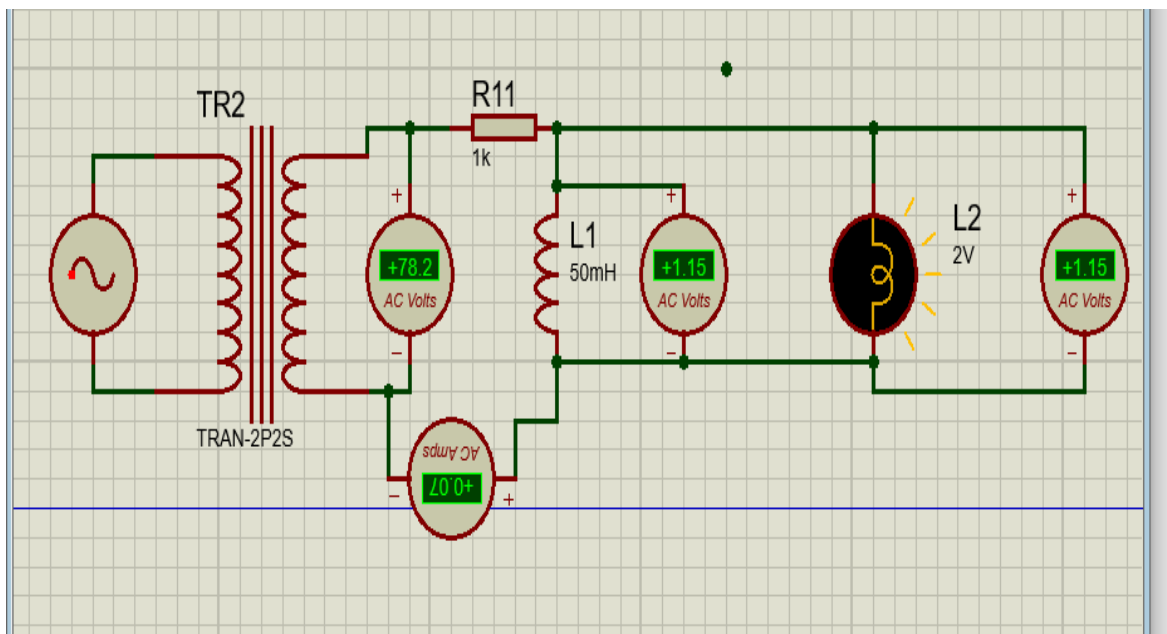 TR2
TRAN-2P2S
+
+78.2
AC Volts
−
R11
1k
L1
50mH
+
+1.15
AC Volts
−
L2
2V
+
+1.15
AC Volts
−
AC Amps
+0.07
−
+